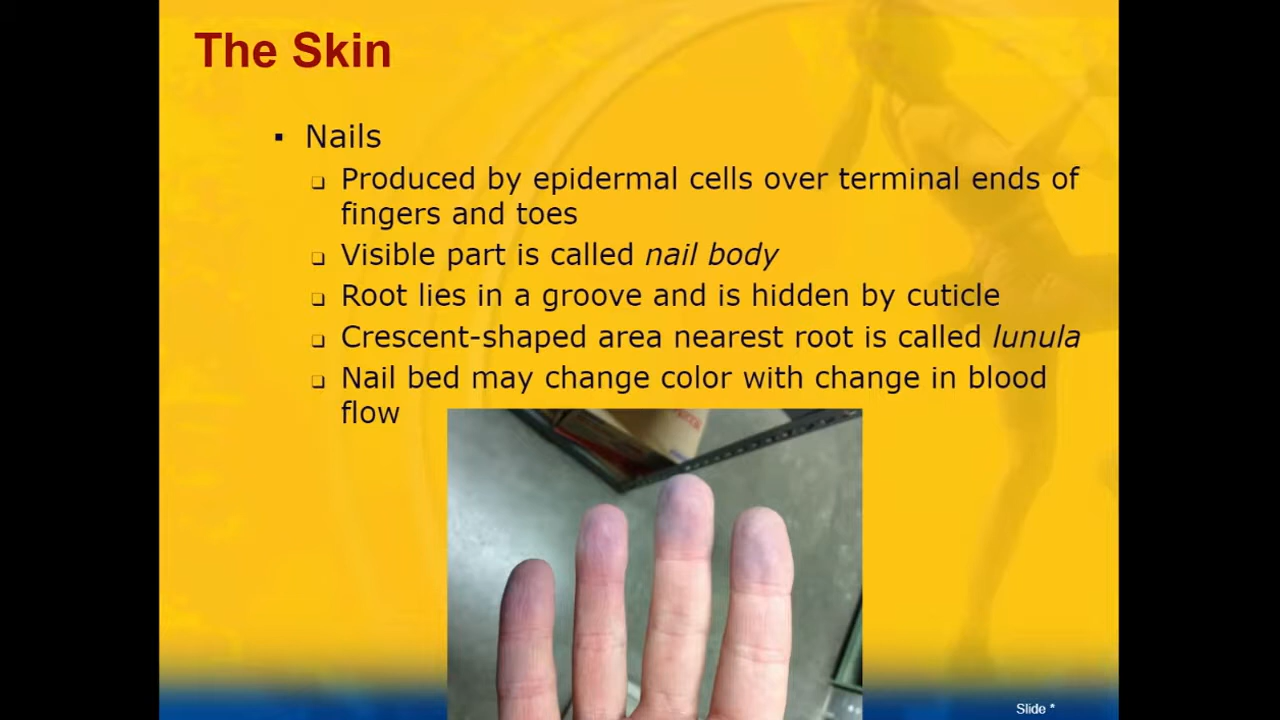 The Skin
▪ Nails
❑ Produced by epidermal cells over terminal ends of
fingers and toes
❑ Visible part is called nail body
❑ Root lies in a groove and is hidden by cuticle
❑ Crescent-shaped area nearest root is called lunula
❑ Nail bed may change color with change in blood
flow
Slide *